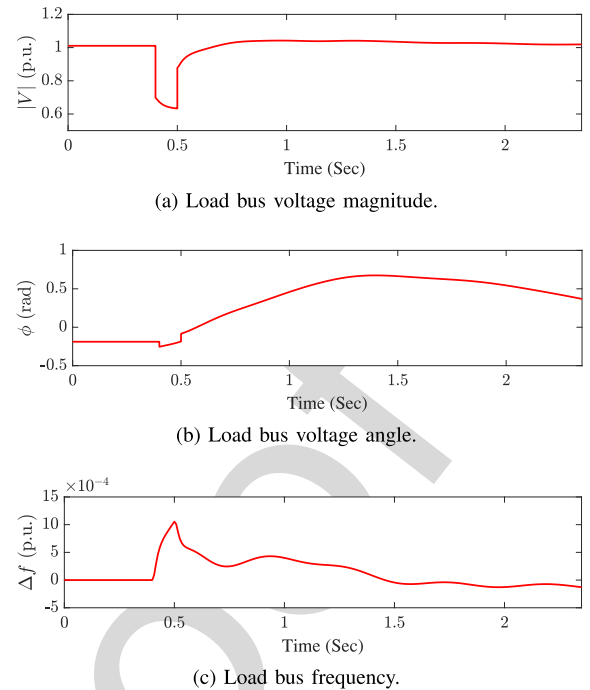 1.2
1
0.8
0.6
|V| (p.u.)
0 0.5 1 1.5 2
Time (Sec)
(a) Load bus voltage magnitude.
1
0.5
0
-0.5
ϕ (rad)
0 0.5 1 1.5 2
Time (Sec)
(b) Load bus voltage angle.
×10⁻⁴
15
10
5
0
-5
Δf (p.u.)
0 0.5 1 1.5 2
Time (Sec)
(c) Load bus frequency.